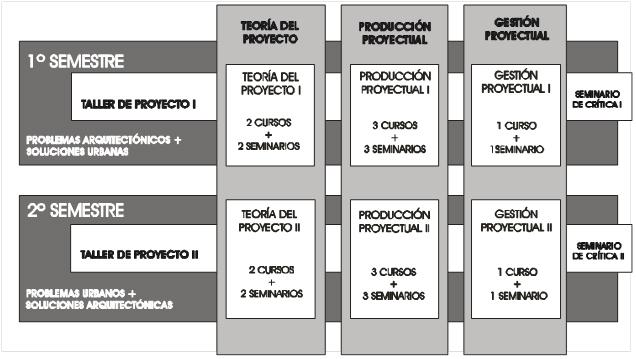 TEORÍA DEL
PROYECTO
PRODUCCIÓN
PROYECTUAL
GESTIÓN
PROYECTUAL
1º SEMESTRE
TALLER DE PROYECTO I
PROBLEMAS ARQUITECTÓNICOS +
SOLUCIONES URBANAS
TEORÍA DEL
PROYECTO I
2 CURSOS
+
2 SEMINARIOS
PRODUCCIÓN
PROYECTUAL I
3 CURSOS
+
3 SEMINARIOS
GESTIÓN
PROYECTUAL I
1 CURSO
+
1SEMINARIO
SEMINARIO
DE CRÍTICA I
2º SEMESTRE
TALLER DE PROYECTO II
PROBLEMAS URBANOS +
SOLUCIONES ARQUITECTÓNICAS
TEORÍA DEL
PROYECTO II
2 CURSOS
+
2 SEMINARIOS
PRODUCCIÓN
PROYECTUAL II
3 CURSOS
+
3 SEMINARIOS
GESTIÓN
PROYECTUAL II
1 CURSO
+
1 SEMINARIO
SEMINARIO
DE CRÍTICA II